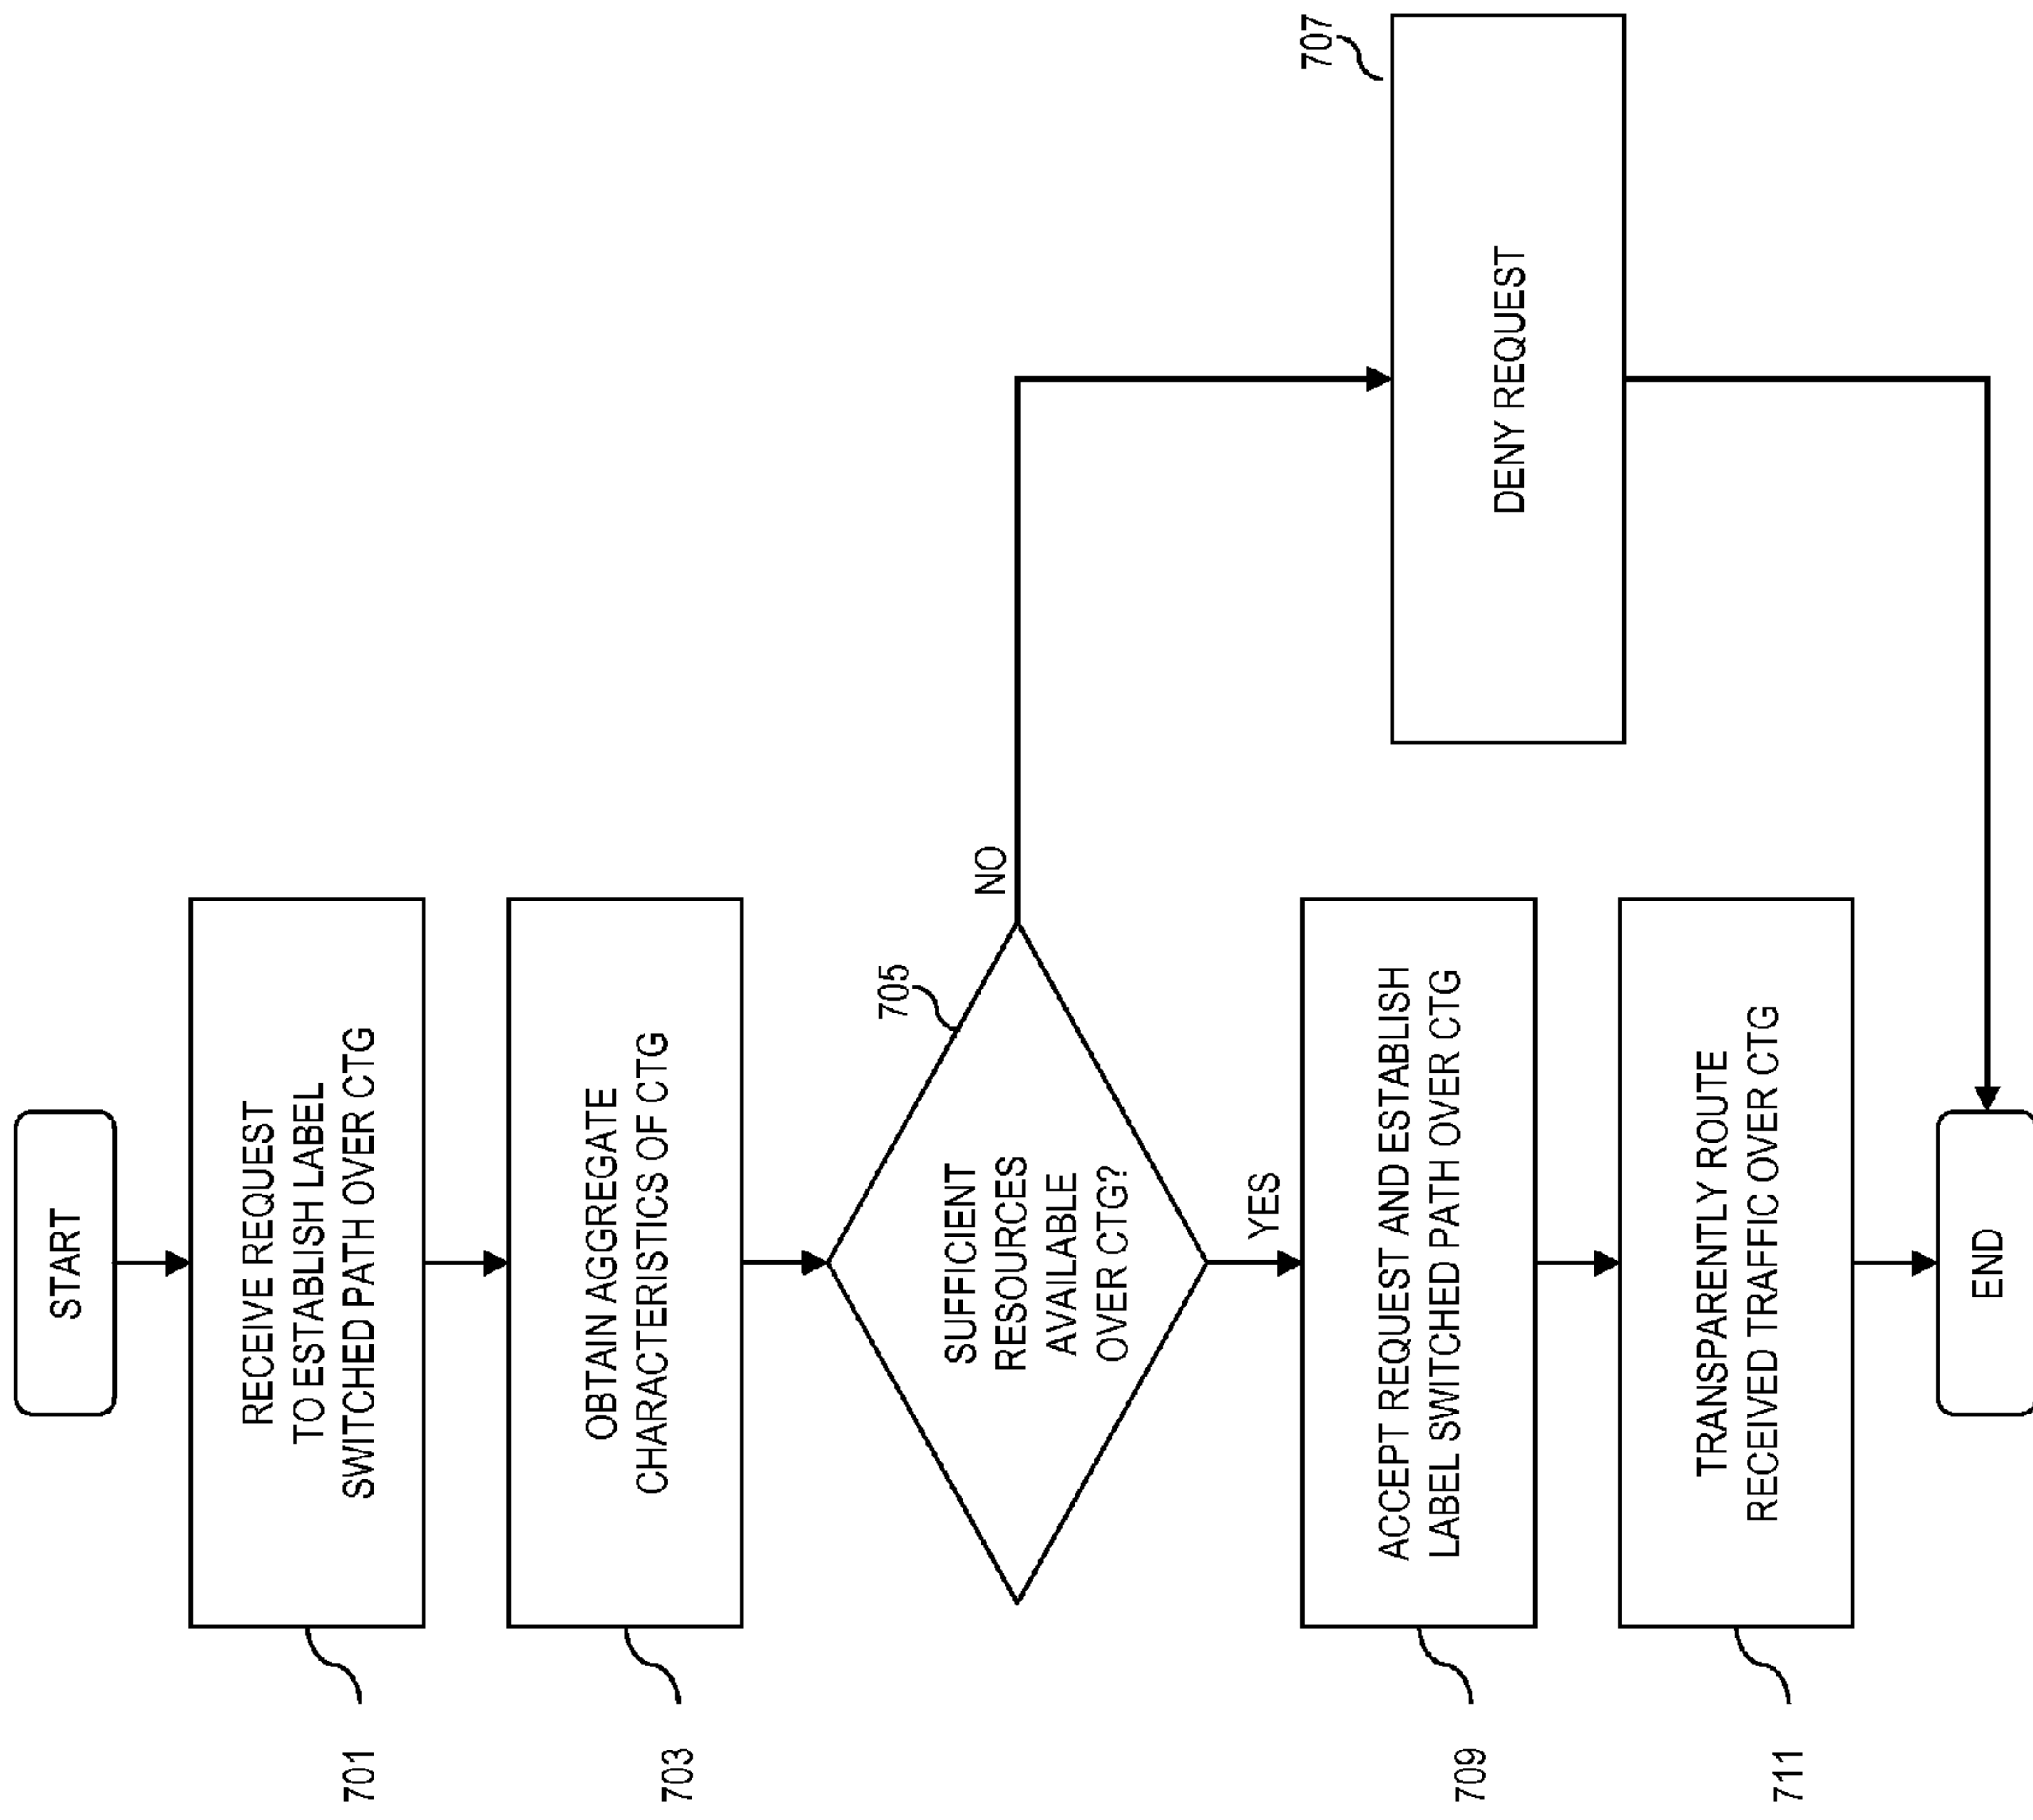 START
RECEIVE REQUEST
TO ESTABLISH LABEL
SWITCHED PATH OVER CTG
701
OBTAIN AGGREGATE
CHARACTERISTICS OF CTG
703
SUFFICIENT
RESOURCES
AVAILABLE
OVER CTG?
705
NO
DENY REQUEST
707
YES
ACCEPT REQUEST AND ESTABLISH
LABEL SWITCHED PATH OVER CTG
709
TRANSPARENTLY ROUTE
RECEIVED TRAFFIC OVER CTG
711
END